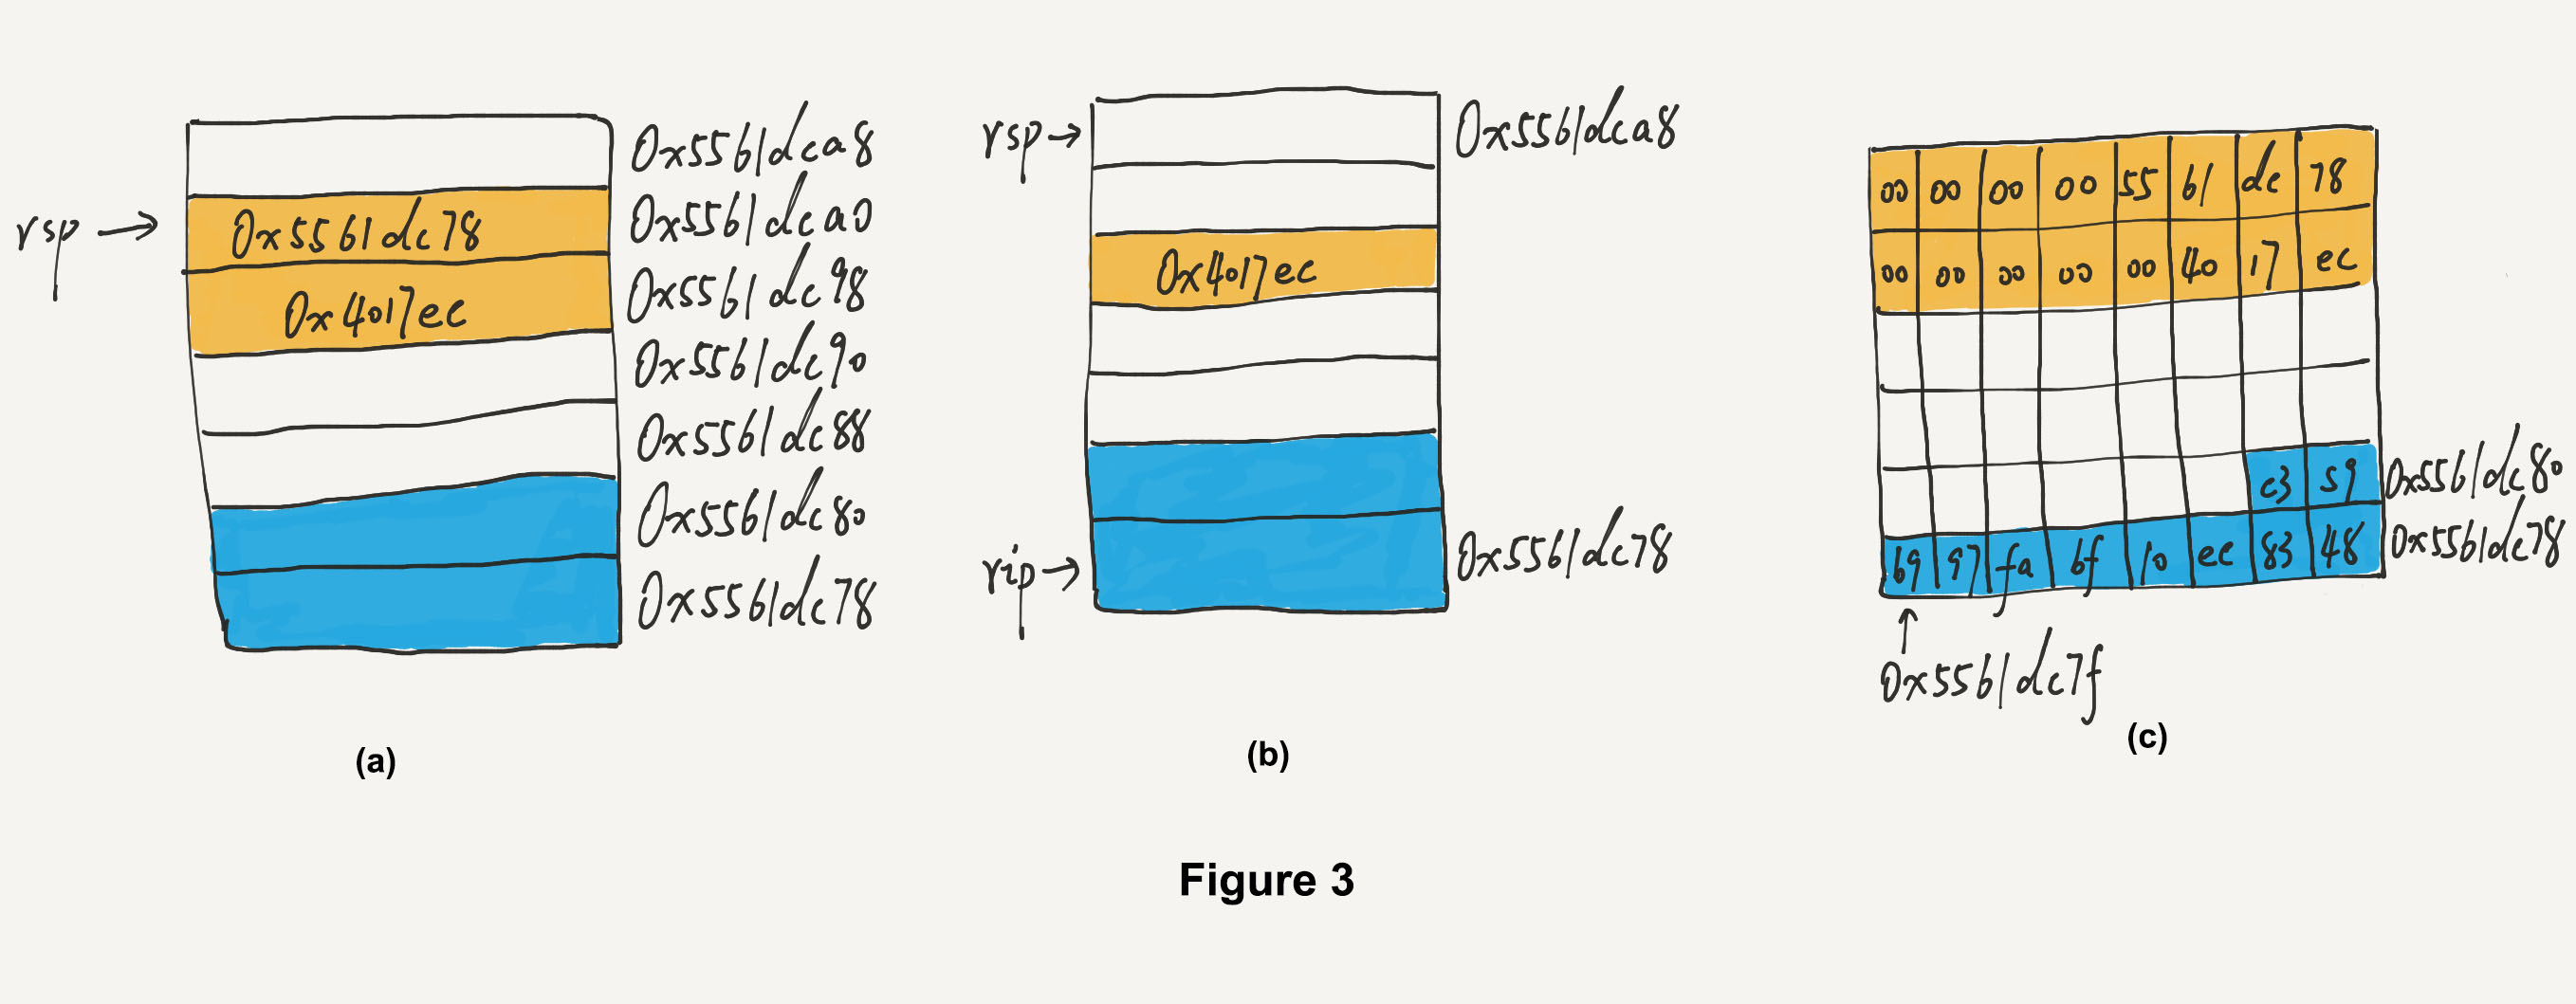 0x5561dca8
rsp → 0x5561dc78 0x5561dca0
0x4017ec 0x5561dc98
0x5561dc90
0x5561dc88
0x5561dc80
0x5561dc78
(a)
rsp → 0x5561dca8
0x4017ec
rip → 0x5561dc78
(b)
00 00 00 00 55 61 dc 78
00 00 00 00 00 40 17 ec
c3 59 0x5561dc80
b9 97 fa bf 10 ec 83 48 0x5561dc78
↑
0x5561dc7f
(c)
Figure 3